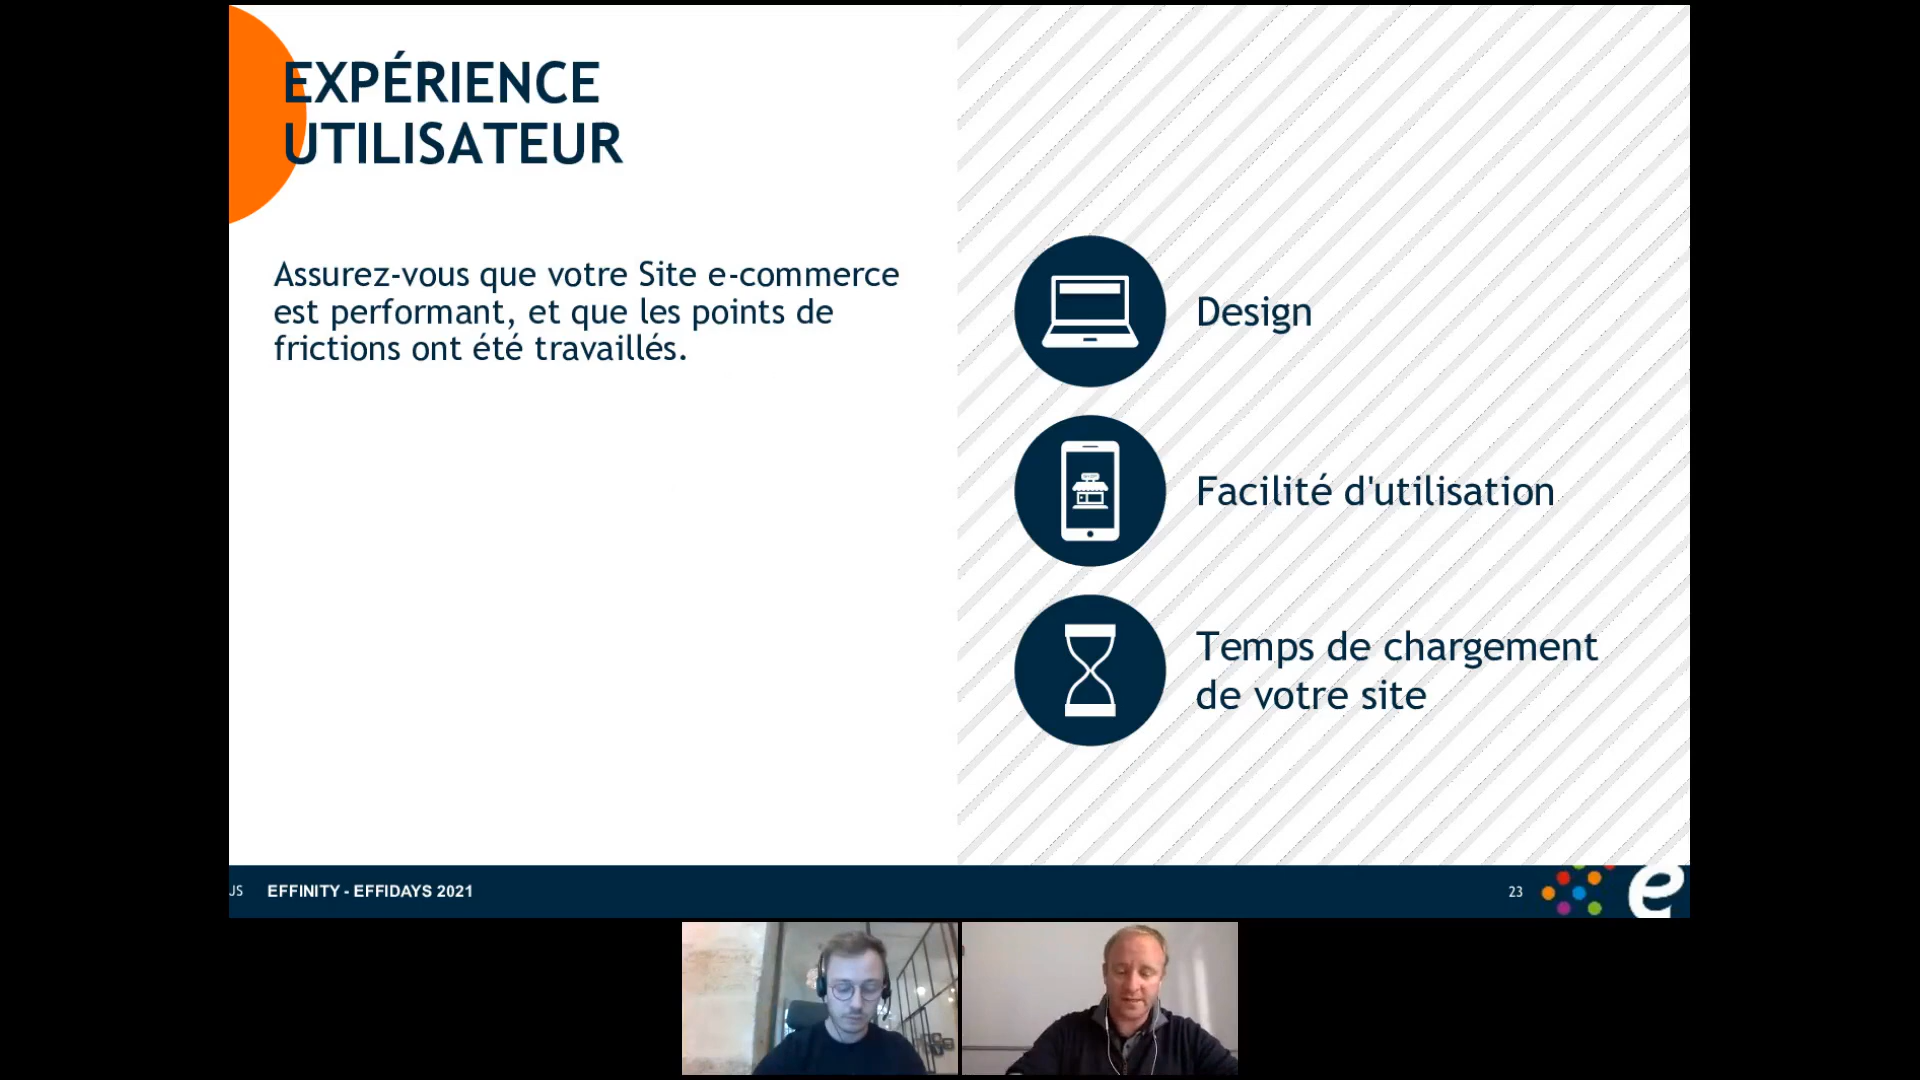 EXPÉRIENCE
UTILISATEUR
Assurez-vous que votre Site e-commerce
est performant, et que les points de
frictions ont été travaillés.
Design
Facilité d'utilisation
Temps de chargement
de votre site
US EFFINITY - EFFIDAYS 2021
23
e